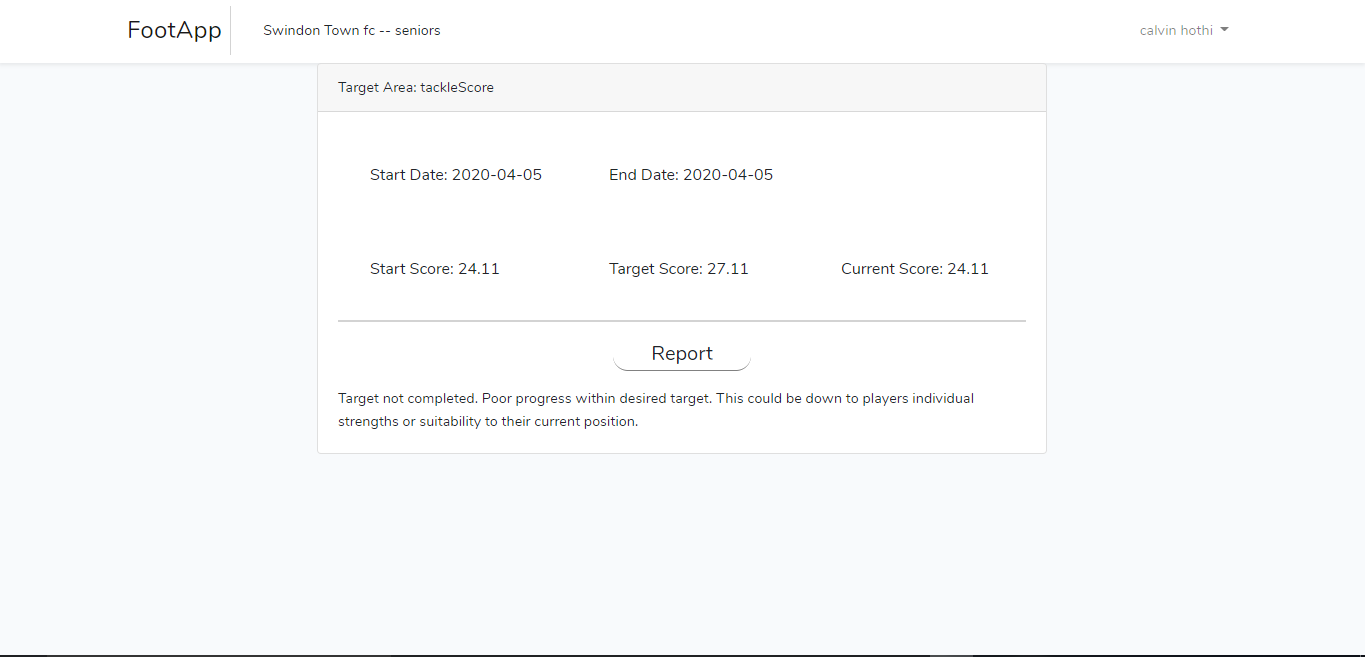 FootApp
Swindon Town fc -- seniors
calvin hothi
Target Area: tackleScore
Start Date: 2020-04-05
End Date: 2020-04-05
Start Score: 24.11
Target Score: 27.11
Current Score: 24.11
Report
Target not completed. Poor progress within desired target. This could be down to players individual
strengths or suitability to their current position.